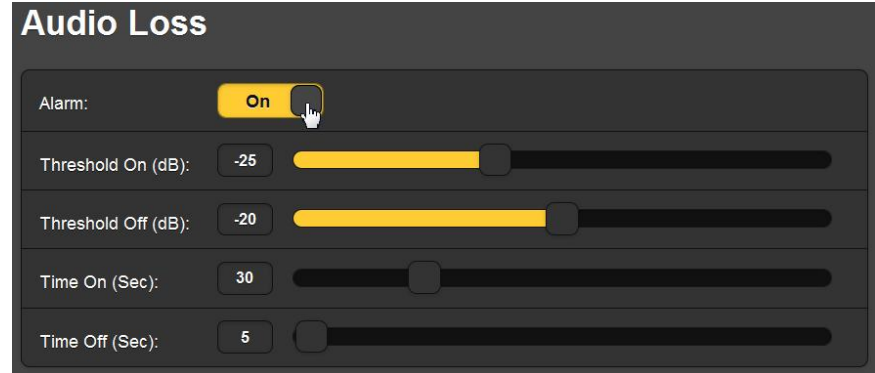 Audio Loss
Alarm: On
Threshold On (dB): -25
Threshold Off (dB): -20
Time On (Sec): 30
Time Off (Sec): 5